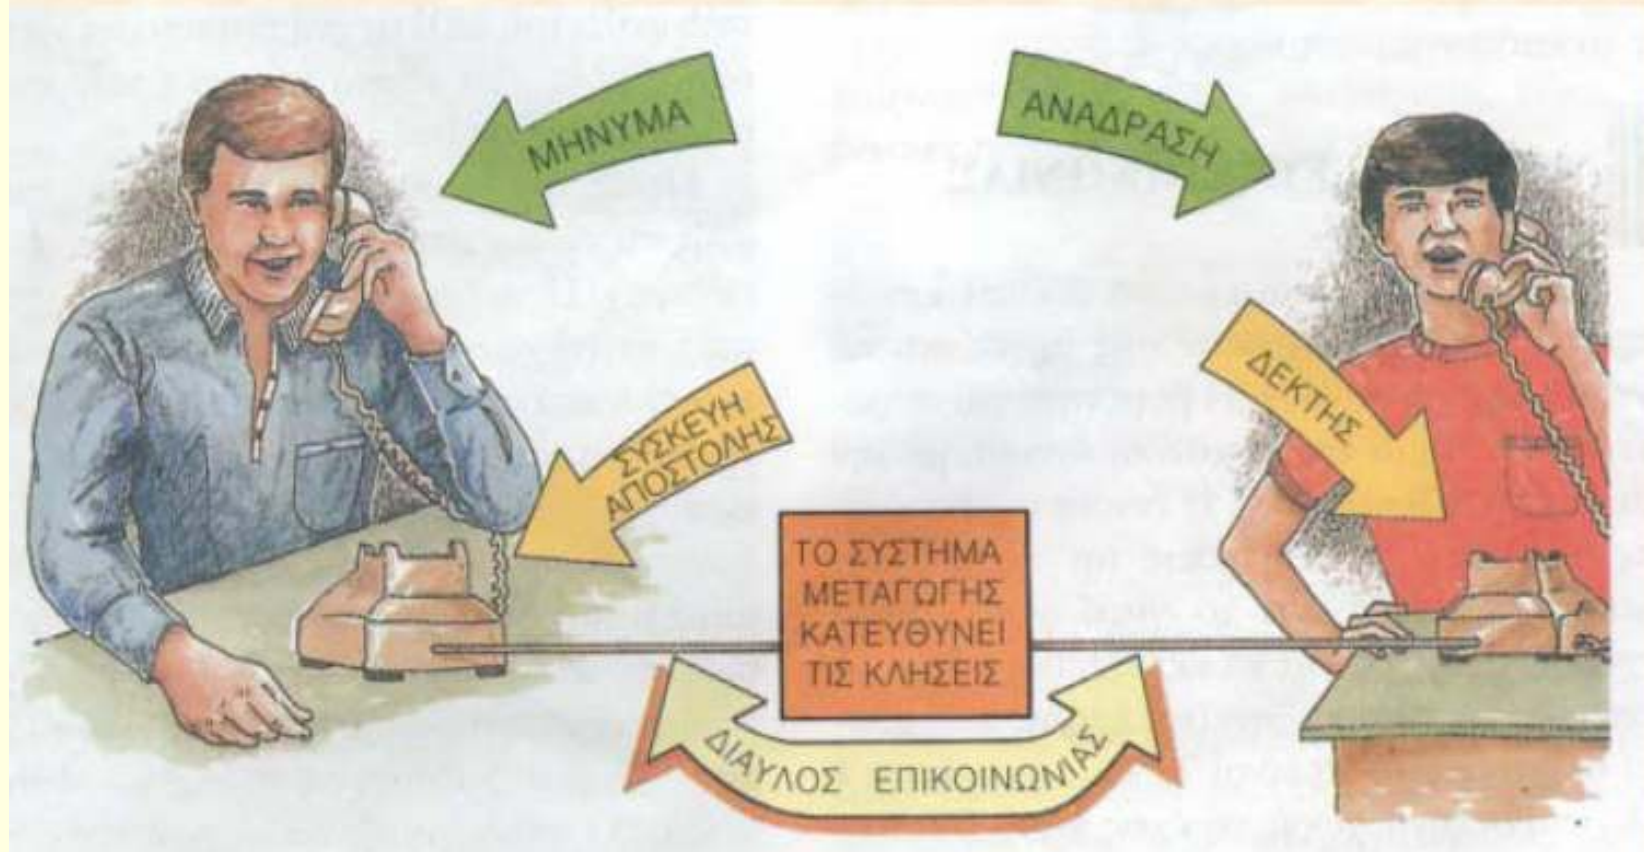 ΜΗΝΥΜΑ
ΑΝΑΔΡΑΣΗ
ΣΥΣΚΕΥΗ
ΑΠΟΣΤΟΛΗΣ
ΔΕΚΤΗΣ
ΤΟ ΣΥΣΤΗΜΑ
ΜΕΤΑΓΩΓΗΣ
ΚΑΤΕΥΘΥΝΕΙ
ΤΙΣ ΚΛΗΣΕΙΣ
ΔΙΑΥΛΟΣ ΕΠΙΚΟΙΝΩΝΙΑΣ